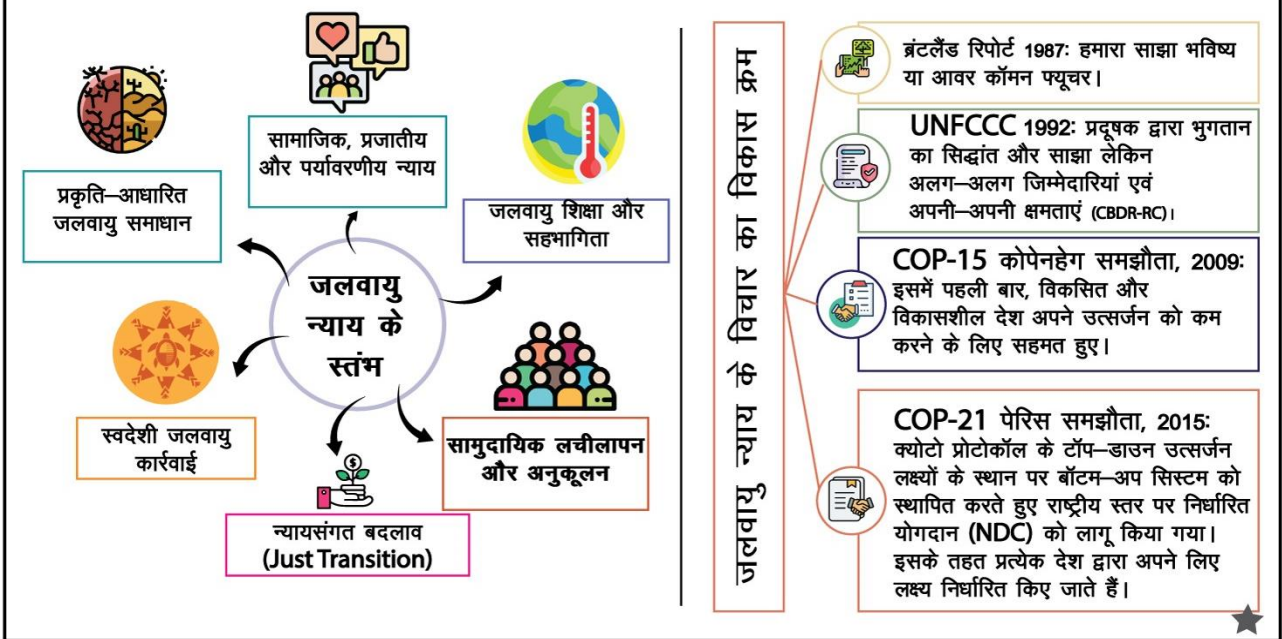 सामाजिक, प्रजातीय
और पर्यावरणीय न्याय
प्रकृति–आधारित
जलवायु समाधान
जलवायु शिक्षा और
सहभागिता
जलवायु
न्याय के
स्तंभ
स्वदेशी जलवायु
कार्रवाई
सामुदायिक लचीलापन
और अनुकूलन
न्यायसंगत बदलाव
(Just Transition)
जलवायु न्याय के विचार का विकास क्रम
ब्रंटलैंड रिपोर्ट 1987: हमारा साझा भविष्य
या आवर कॉमन फ्यूचर।
UNFCCC 1992: प्रदूषक द्वारा भुगतान
का सिद्धांत और साझा लेकिन
अलग–अलग जिम्मेदारियां एवं
अपनी–अपनी क्षमताएं (CBDR-RC)।
COP-15 कोपेनहेग समझौता, 2009:
इसमें पहली बार, विकसित और
विकासशील देश अपने उत्सर्जन को कम
करने के लिए सहमत हुए।
COP-21 पेरिस समझौता, 2015:
क्योटो प्रोटोकॉल के टॉप–डाउन उत्सर्जन
लक्ष्यों के स्थान पर बॉटम–अप सिस्टम को
स्थापित करते हुए राष्ट्रीय स्तर पर निर्धारित
योगदान (NDC) को लागू किया गया।
इसके तहत प्रत्येक देश द्वारा अपने लिए
लक्ष्य निर्धारित किए जाते हैं।